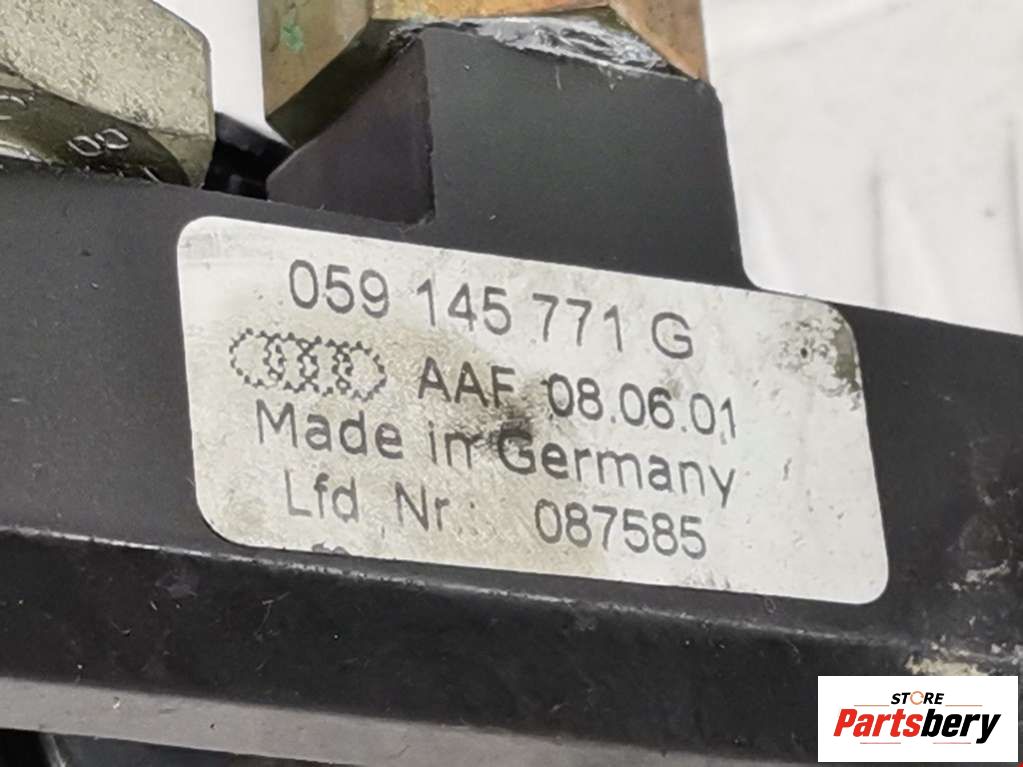 059 145 771 G
AAF 08.06.01
Made in Germany
Lfd. Nr.: 087585
STORE
Partsbery